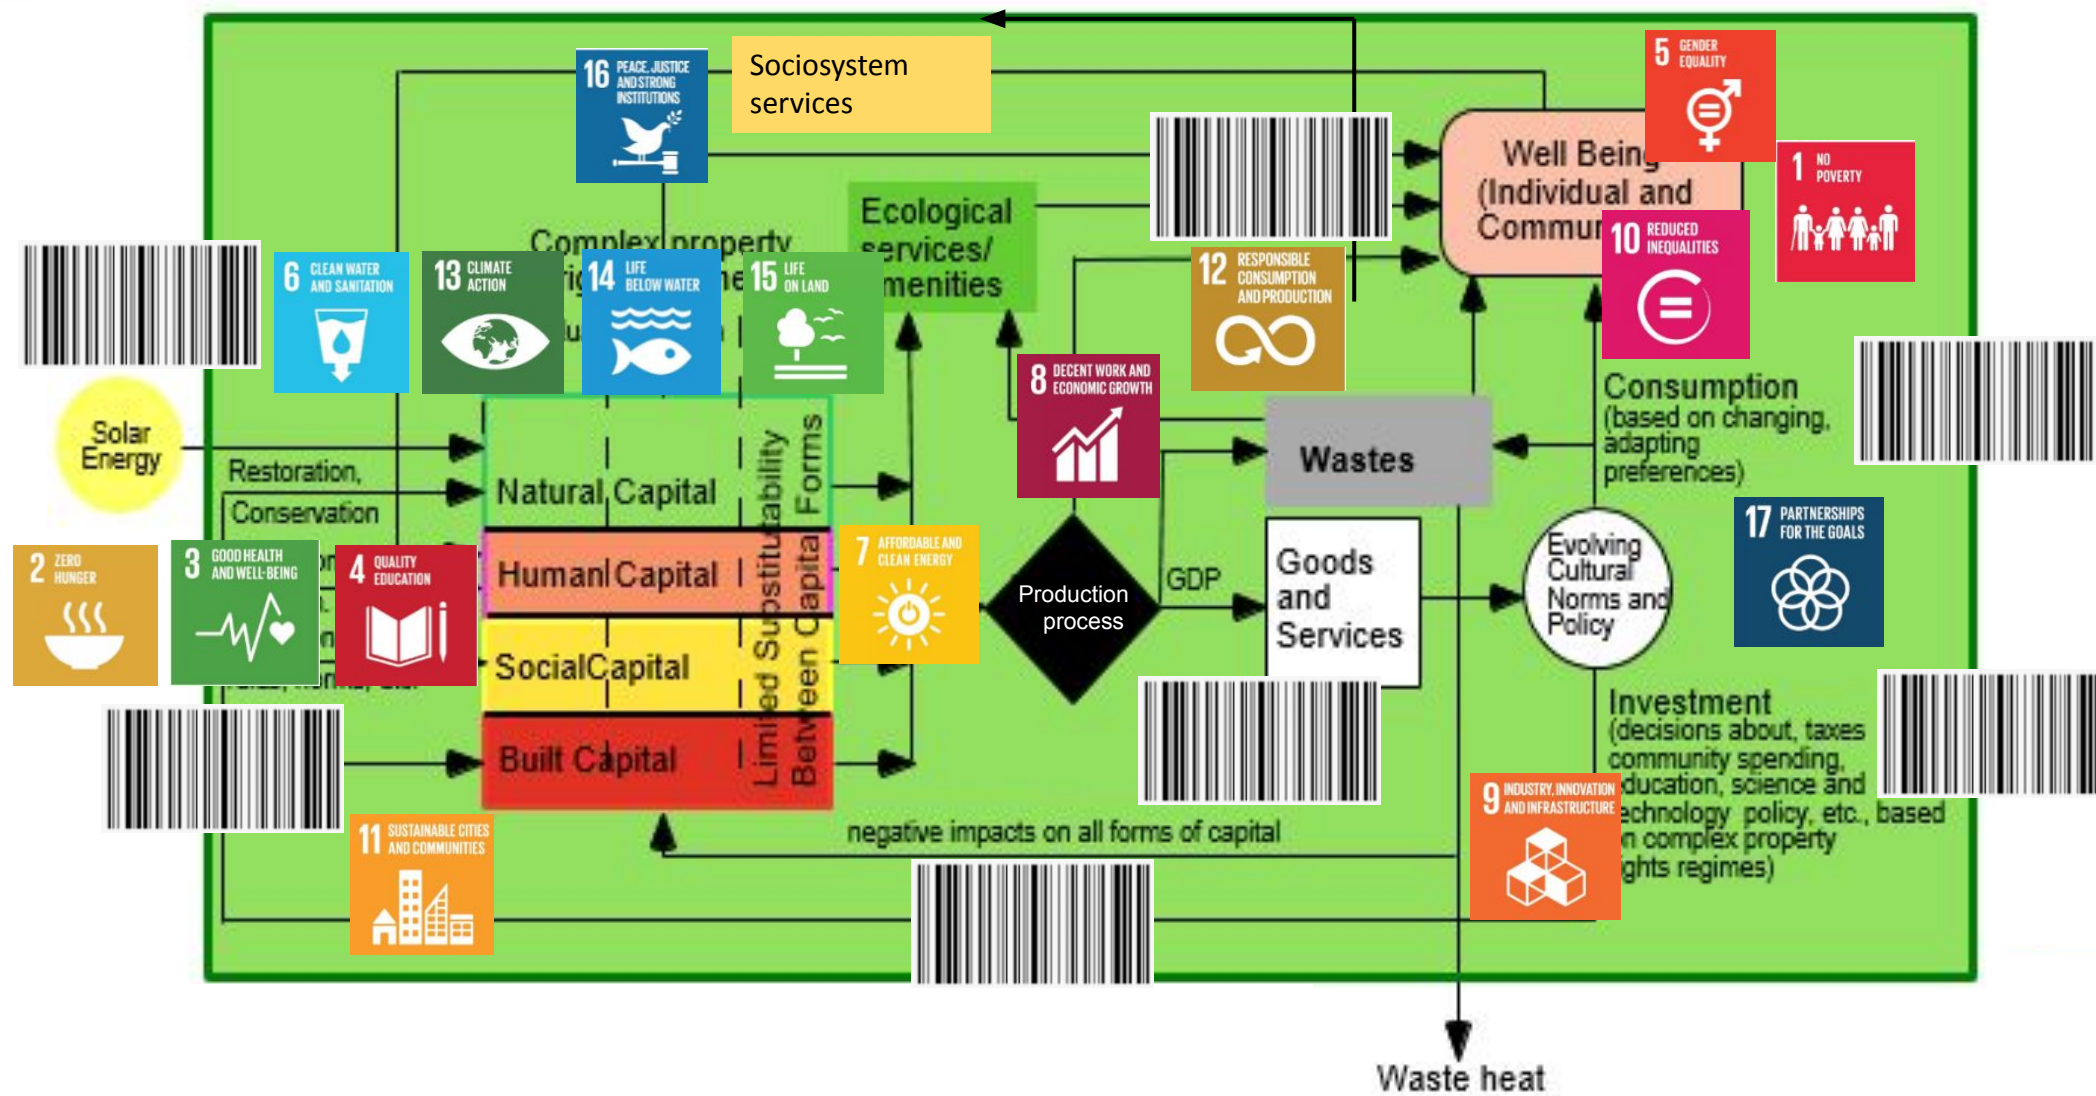 Sociosystem
services
16 PEACE, JUSTICE
AND STRONG
INSTITUTIONS
5 GENDER
EQUALITY
Well Being
(Individual and
1 NO
POVERTY
10 REDUCED
INEQUALITIES
Ecological
services/
Complex property
6 CLEAN WATER
AND SANITATION
13 CLIMATE
ACTION
14 LIFE
BELOW WATER
15 LIFE
ON LAND
12 RESPONSIBLE
CONSUMPTION
AND PRODUCTION
8 DECENT WORK AND
ECONOMIC GROWTH
Solar
Energy
Restoration,
Conservation
Natural Capital
Human Capital
SocialCapital
Built Capital
Limited Substitutability
Between Capital Forms
2 ZERO
HUNGER
3 GOOD HEALTH
AND WELL-BEING
4 QUALITY
EDUCATION
7 AFFORDABLE AND
CLEAN ENERGY
Production
process
GDP
Wastes
Goods
and
Services
Consumption
(based on changing,
adapting
preferences)
Evolving
Cultural
Norms and
Policy
17 PARTNERSHIPS
FOR THE GOALS
Investment
(decisions about, taxes
community spending,
science and
policy, etc., based
complex property
regimes)
9 INDUSTRY, INNOVATION
AND INFRASTRUCTURE
11 SUSTAINABLE CITIES
AND COMMUNITIES
negative impacts on all forms of capital
Waste heat